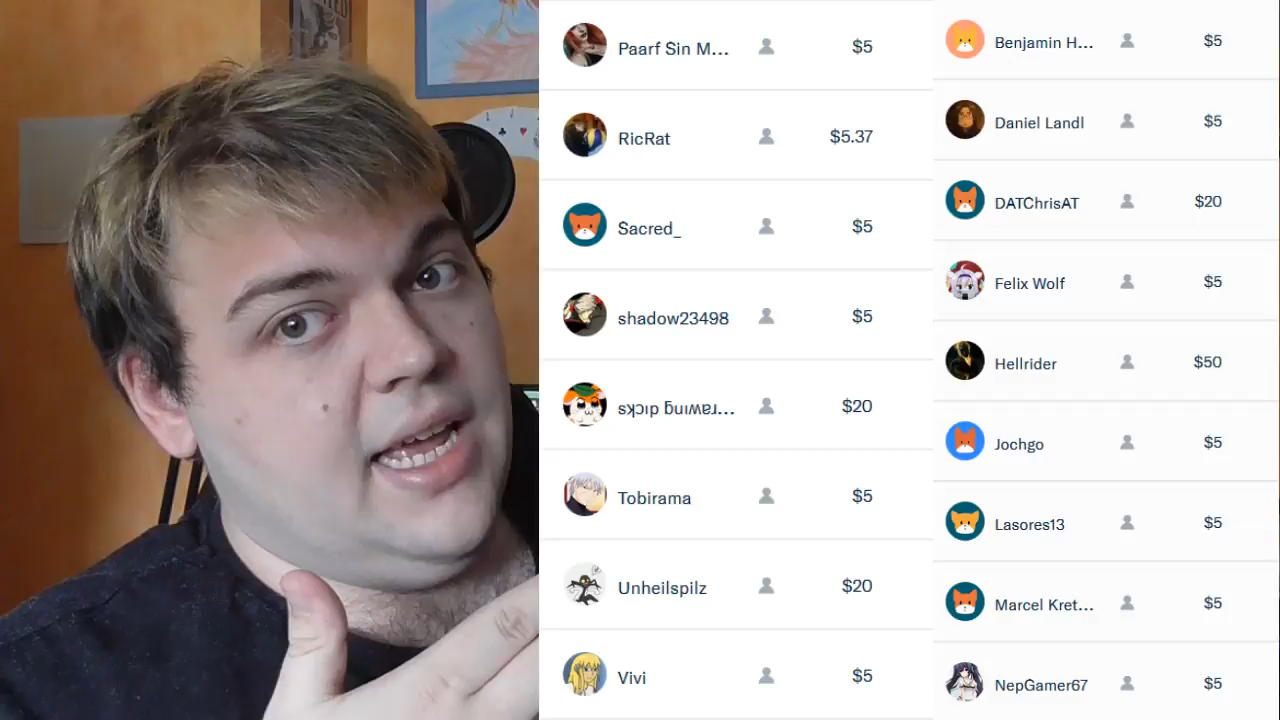 Paarf Sin M... $5
RicRat $5.37
Sacred_ $5
shadow23498 $5
$20
Tobirama $5
Unheilspilz $20
Vivi $5
Benjamin H... $5
Daniel Landl $5
DATChrisAT $20
Felix Wolf $5
Hellrider $50
Jochgo $5
Lasores13 $5
Marcel Kret... $5
NepGamer67 $5